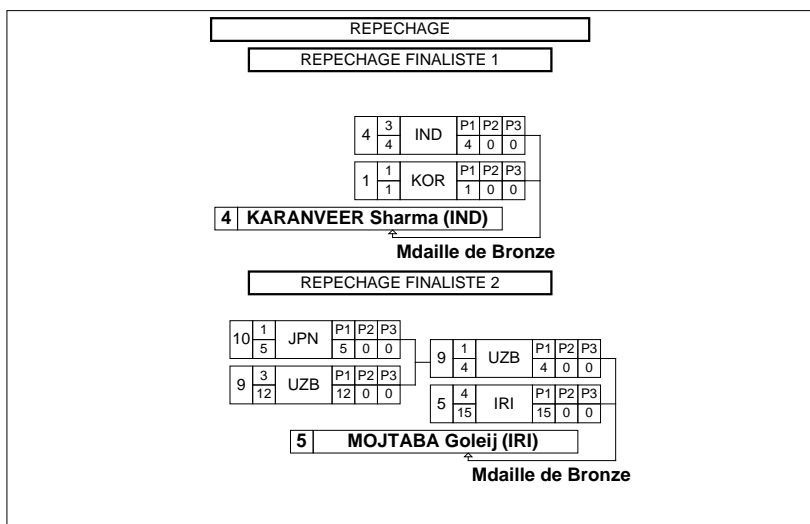 REPECHAGE
REPECHAGE FINALISTE 1
4 3 IND P1 P2 P3
4 4 0 0
1 1 KOR P1 P2 P3
1 1 0 0
4 KARANVEER Sharma (IND)
Mdaille de Bronze
REPECHAGE FINALISTE 2
10 1 JPN P1 P2 P3
5 5 0 0
9 3 UZB P1 P2 P3
12 12 0 0
9 1 UZB P1 P2 P3
4 4 0 0
5 4 IRI P1 P2 P3
15 15 0 0
5 MOJTABA Goleij (IRI)
Mdaille de Bronze